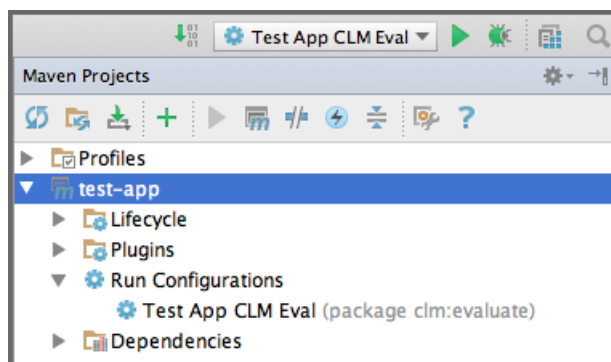 Test App CLM Eval
Maven Projects
Profiles
test-app
Lifecycle
Plugins
Run Configurations
Test App CLM Eval (package clm:evaluate)
Dependencies